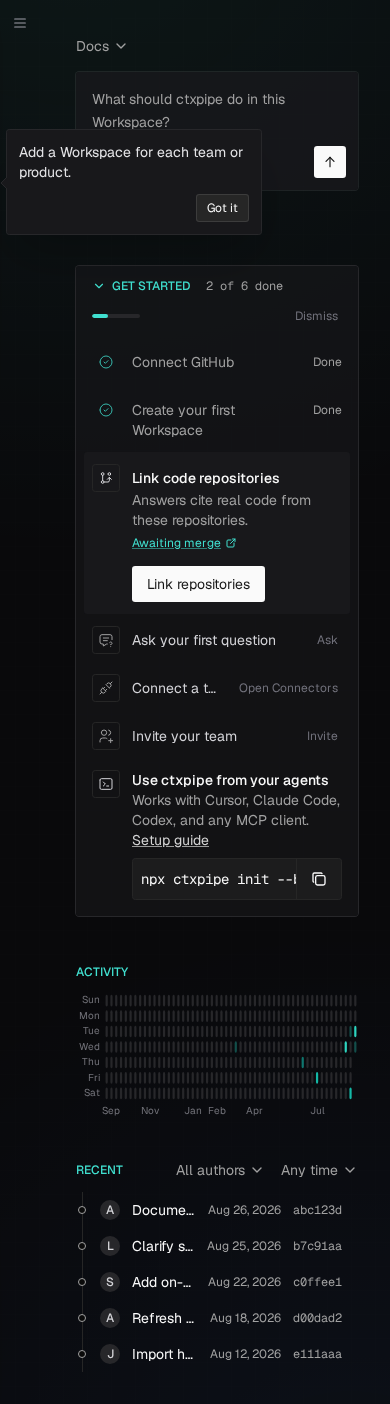 Docs
What should ctxpipe do in this
Workspace?
Add a Workspace for each team or
product.
Got it
GET STARTED 2 of 6 done
Dismiss
Connect GitHub Done
Create your first Done
Workspace
Link code repositories
Answers cite real code from
these repositories.
Awaiting merge
Link repositories
Ask your first question Ask
Connect a t... Open Connectors
Invite your team Invite
Use ctxpipe from your agents
Works with Cursor, Claude Code,
Codex, and any MCP client.
Setup guide
npx ctxpipe init --b
ACTIVITY
Sun
Mon
Tue
Wed
Thu
Fri
Sat
Sep Nov Jan Feb Apr Jul
RECENT All authors Any time
A Docume... Aug 26, 2026 abc123d
L Clarify s... Aug 25, 2026 b7c91aa
S Add on-... Aug 22, 2026 c0ffee1
A Refresh ... Aug 18, 2026 d00dad2
J Import h... Aug 12, 2026 e111aaa